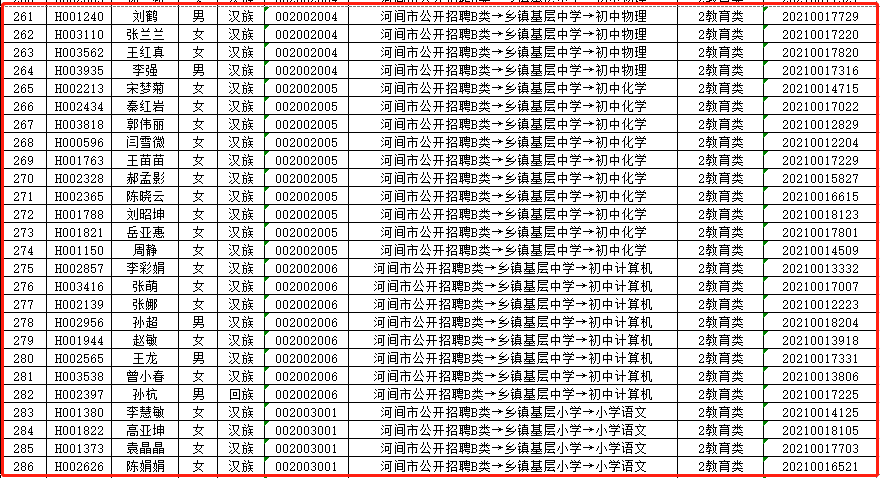 261 H001240 刘鹤 男 汉族 002002004 河间市公开招聘B类→乡镇基层中学→初中物理 2教育类 20210017729
262 H003110 张兰兰 女 汉族 002002004 河间市公开招聘B类→乡镇基层中学→初中物理 2教育类 20210017220
263 H003562 王红真 女 汉族 002002004 河间市公开招聘B类→乡镇基层中学→初中物理 2教育类 20210017820
264 H003935 李强 男 汉族 002002004 河间市公开招聘B类→乡镇基层中学→初中物理 2教育类 20210017316
265 H002213 宋梦菊 女 汉族 002002005 河间市公开招聘B类→乡镇基层中学→初中化学 2教育类 20210014715
266 H002434 秦红岩 女 汉族 002002005 河间市公开招聘B类→乡镇基层中学→初中化学 2教育类 20210017022
267 H003818 郭伟丽 女 汉族 002002005 河间市公开招聘B类→乡镇基层中学→初中化学 2教育类 20210012829
268 H000596 闫雪微 女 汉族 002002005 河间市公开招聘B类→乡镇基层中学→初中化学 2教育类 20210012204
269 H001763 王苗苗 女 汉族 002002005 河间市公开招聘B类→乡镇基层中学→初中化学 2教育类 20210017229
270 H002328 郝孟影 女 汉族 002002005 河间市公开招聘B类→乡镇基层中学→初中化学 2教育类 20210015827
271 H002365 陈晓云 女 汉族 002002005 河间市公开招聘B类→乡镇基层中学→初中化学 2教育类 20210016615
272 H001788 刘昭坤 女 汉族 002002005 河间市公开招聘B类→乡镇基层中学→初中化学 2教育类 20210018123
273 H001821 岳亚惠 女 汉族 002002005 河间市公开招聘B类→乡镇基层中学→初中化学 2教育类 20210017801
274 H001150 周静 女 汉族 002002005 河间市公开招聘B类→乡镇基层中学→初中化学 2教育类 20210014509
275 H002857 李彩娟 女 汉族 002002006 河间市公开招聘B类→乡镇基层中学→初中计算机 2教育类 20210013332
276 H003416 张萌 女 汉族 002002006 河间市公开招聘B类→乡镇基层中学→初中计算机 2教育类 20210017007
277 H002139 张娜 女 汉族 002002006 河间市公开招聘B类→乡镇基层中学→初中计算机 2教育类 20210012223
278 H002956 孙超 男 汉族 002002006 河间市公开招聘B类→乡镇基层中学→初中计算机 2教育类 20210018204
279 H001944 赵敏 女 汉族 002002006 河间市公开招聘B类→乡镇基层中学→初中计算机 2教育类 20210013918
280 H002565 王龙 男 汉族 002002006 河间市公开招聘B类→乡镇基层中学→初中计算机 2教育类 20210017331
281 H003538 曾小春 女 汉族 002002006 河间市公开招聘B类→乡镇基层中学→初中计算机 2教育类 20210013806
282 H002397 孙杭 男 回族 002002006 河间市公开招聘B类→乡镇基层中学→初中计算机 2教育类 20210017225
283 H001380 李慧敏 女 汉族 002003001 河间市公开招聘B类→乡镇基层小学→小学语文 2教育类 20210014125
284 H001822 高亚坤 女 汉族 002003001 河间市公开招聘B类→乡镇基层小学→小学语文 2教育类 20210018105
285 H001373 袁晶晶 女 汉族 002003001 河间市公开招聘B类→乡镇基层小学→小学语文 2教育类 20210017703
286 H002626 陈娟娟 女 汉族 002003001 河间市公开招聘B类→乡镇基层小学→小学语文 2教育类 20210016521